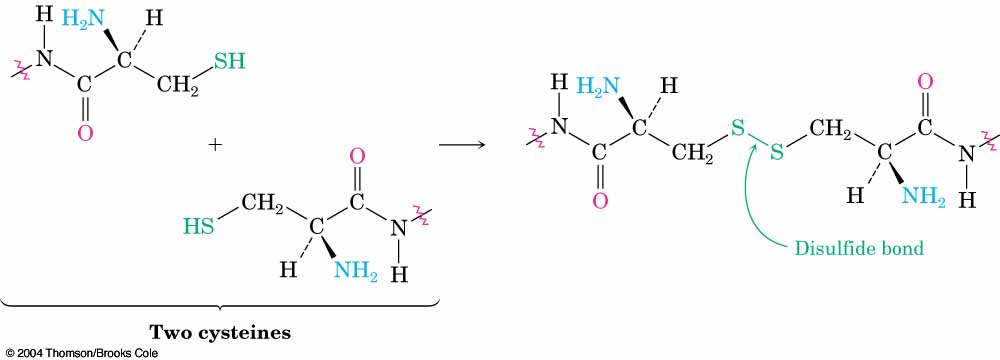 H H₂N H
N C SH
C CH₂
O
+
O
CH₂ C
HS C N
H NH₂ H
H H₂N H O
N C S CH₂ C
C CH₂ S C N
O H NH₂ H
Disulfide bond
Two cysteines
© 2004 Thomson/Brooks Cole